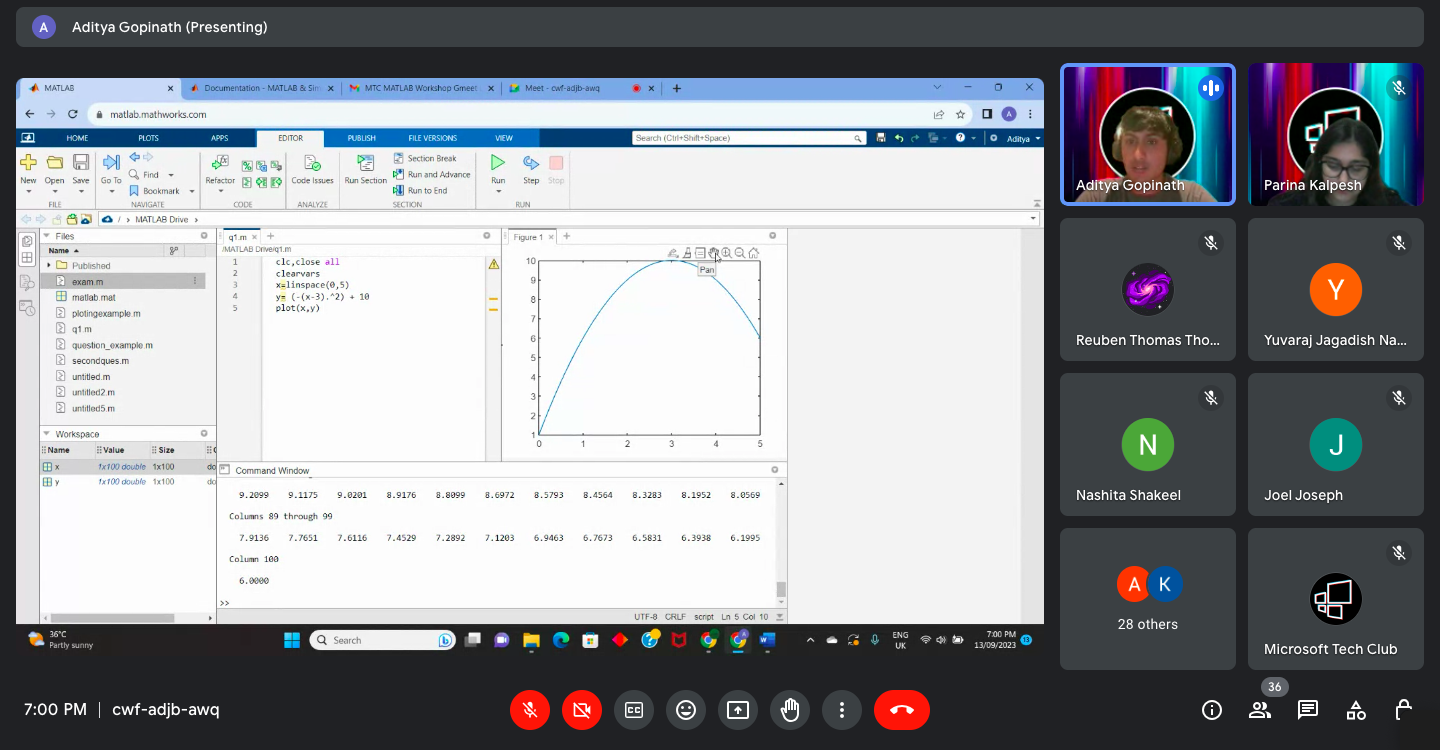 A Aditya Gopinath (Presenting)
MATLAB
Documentation - MATLAB & Sim
MTC MATLAB Workshop Gmeet
Meet - cwf-adjb-awq
matlab.mathworks.com
A
HOME PLOTS APPS EDITOR PUBLISH FILE VERSIONS VIEW
Search (Ctrl+Shift+Space)
Aditya
New Open Save
Go To Find Bookmark
Refactor
Code Issues
Run Section
Section Break
Run and Advance
Run to End
Run Step Stop
FILE NAVIGATE CODE ANALYZE SECTION RUN
/ › MATLAB Drive ›
Files
Name
Published
exam.m
matlab.mat
plotingexample.m
q1.m
question_example.m
secondques.m
untitled.m
untitled2.m
untitled5.m
Workspace
Name Value Size
x 1x100 double 1x100 do
y 1x100 double 1x100 do
q1.m
/MATLAB Drive/q1.m
1 clc,close all
2 clearvars
3 x=linspace(0,5)
4 y= (-(x-3).^2) + 10
5 plot(x,y)
Figure 1
Pan
10
9
8
7
6
5
4
3
2
1
0 1 2 3 4 5
Command Window
9.2099 9.1175 9.0201 8.9176 8.8099 8.6972 8.5793 8.4564 8.3283 8.1952 8.0569
Columns 89 through 99
7.9136 7.7651 7.6116 7.4529 7.2892 7.1203 6.9463 6.7673 6.5831 6.3938 6.1995
Column 100
6.0000
>>
UTF-8 CRLF script Ln 5 Col 10
36°C
Partly sunny
Search
ENG
UK
7:00 PM
13/09/2023
13
Aditya Gopinath
Parina Kalpesh
Reuben Thomas Tho...
Y
Yuvaraj Jagadish Na...
N
Nashita Shakeel
J
Joel Joseph
A K
28 others
Microsoft Tech Club
7:00 PM | cwf-adjb-awq
CC
36